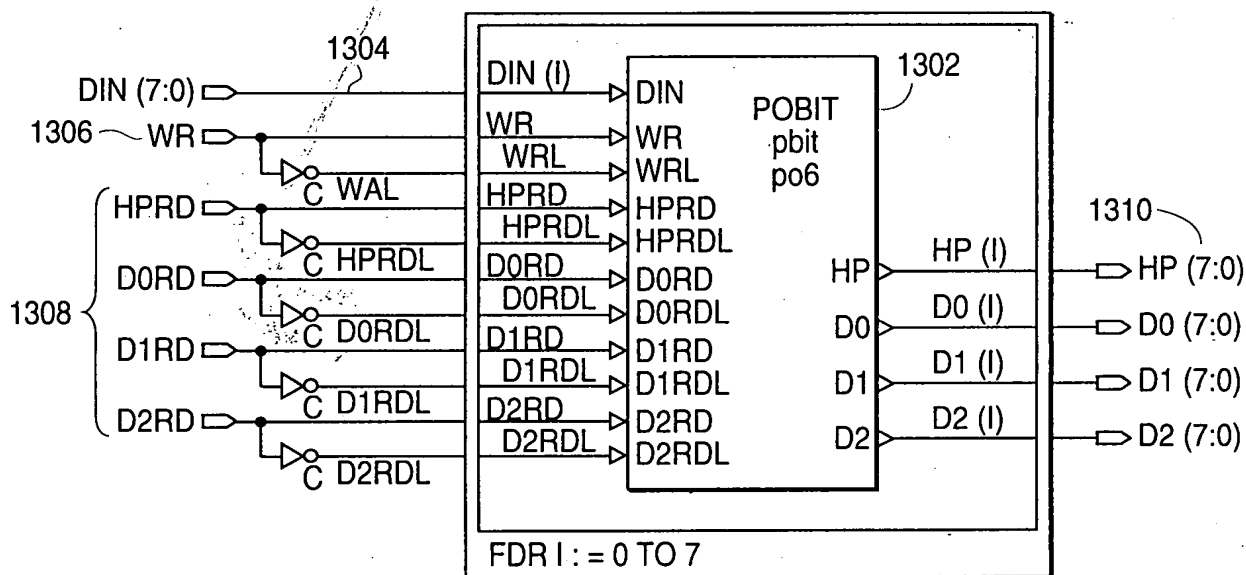 1304
DIN (7:0)
1306
WR
C WAL
HPRD
C HPRDL
D0RD
C D0RDL
1308
D1RD
C D1RDL
D2RD
C D2RDL
DIN (I)
WR
WRL
HPRD
HPRDL
D0RD
D0RDL
D1RD
D1RDL
D2RD
D2RDL
DIN
WR
WRL
HPRD
HPRDL
D0RD
D0RDL
D1RD
D1RDL
D2RD
D2RDL
POBIT
pbit
po6
1302
HP
D0
D1
D2
HP (I)
D0 (I)
D1 (I)
D2 (I)
1310
HP (7:0)
D0 (7:0)
D1 (7:0)
D2 (7:0)
FDR I : = 0 TO 7